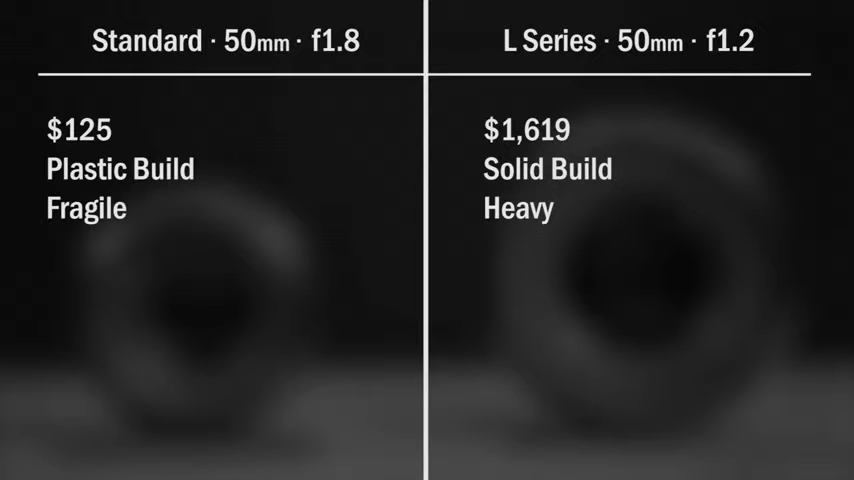 Standard · 50mm · f1.8
$125
Plastic Build
Fragile
L Series · 50mm · f1.2
$1,619
Solid Build
Heavy